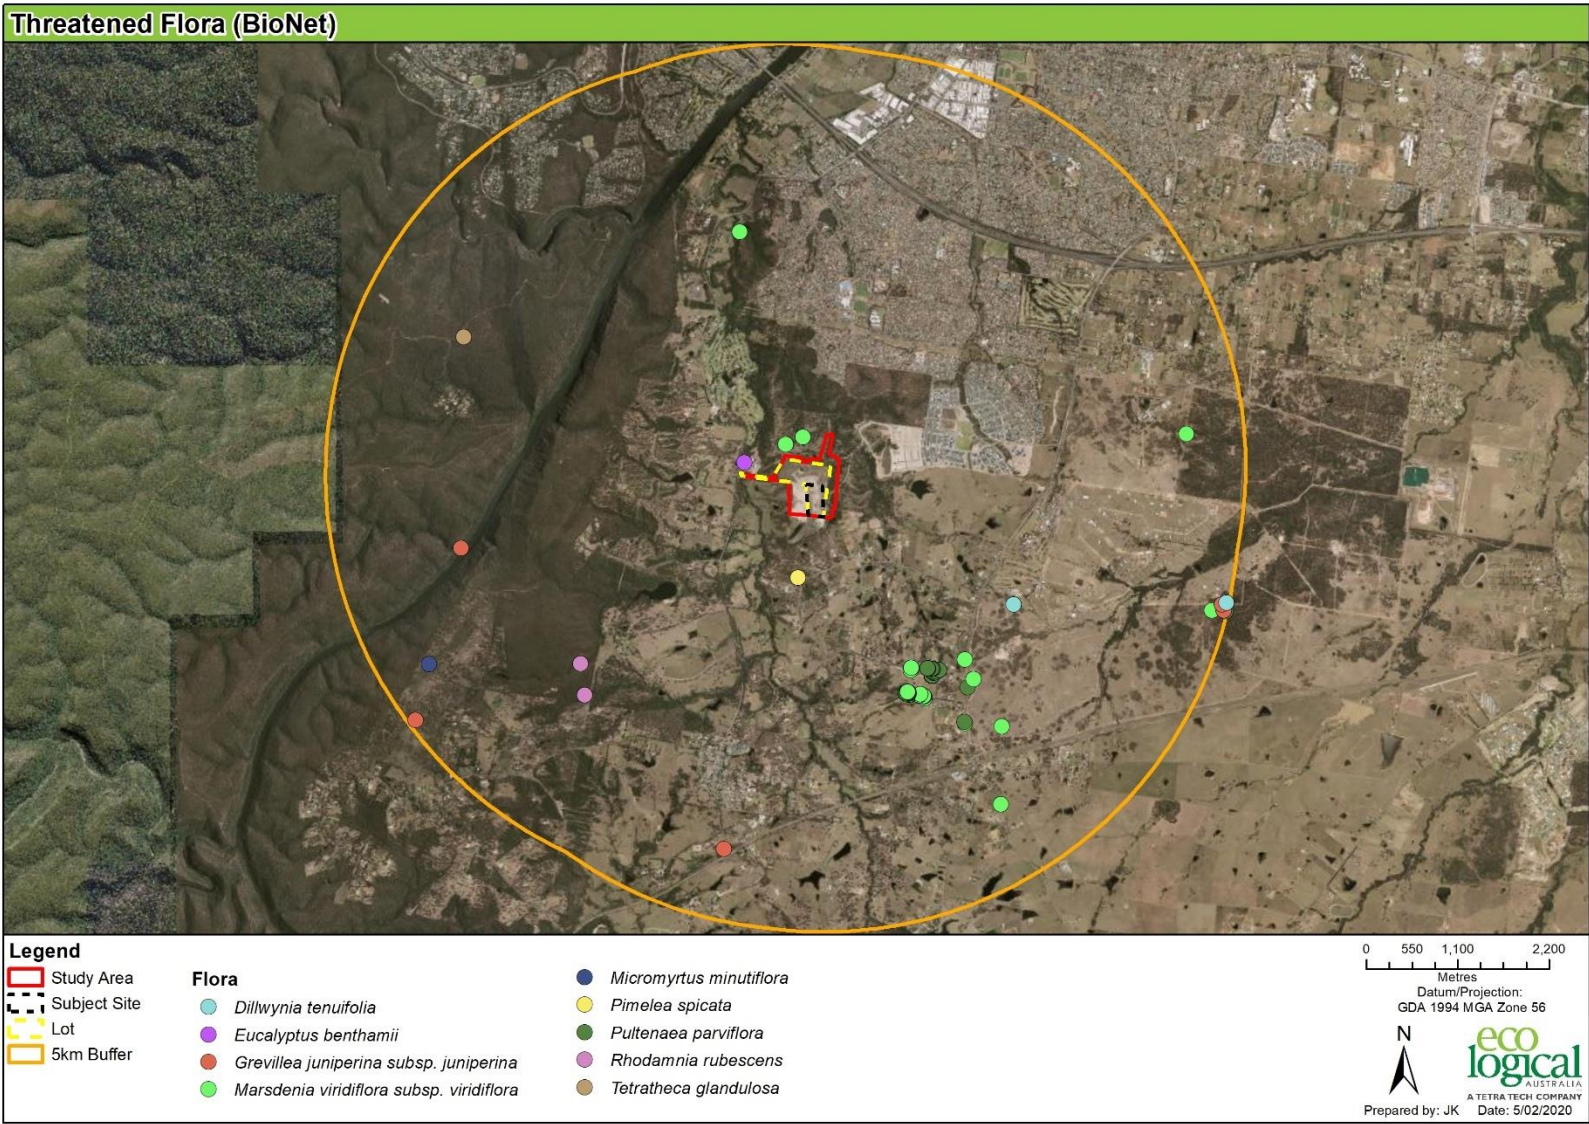 Threatened Flora (BioNet)
Legend
Study Area
Subject Site
Lot
5km Buffer
Flora
Dillwynia tenuifolia
Eucalyptus benthamii
Grevillea juniperina subsp. juniperina
Marsdenia viridiflora subsp. viridiflora
Micromyrtus minutiflora
Pimelea spicata
Pultenaea parviflora
Rhodamnia rubescens
Tetratheca glandulosa
0 550 1,100 2,200
Metres
Datum/Projection:
GDA 1994 MGA Zone 56
N
eco
logical
AUSTRALIA
A TETRA TECH COMPANY
Prepared by: JK Date: 5/02/2020